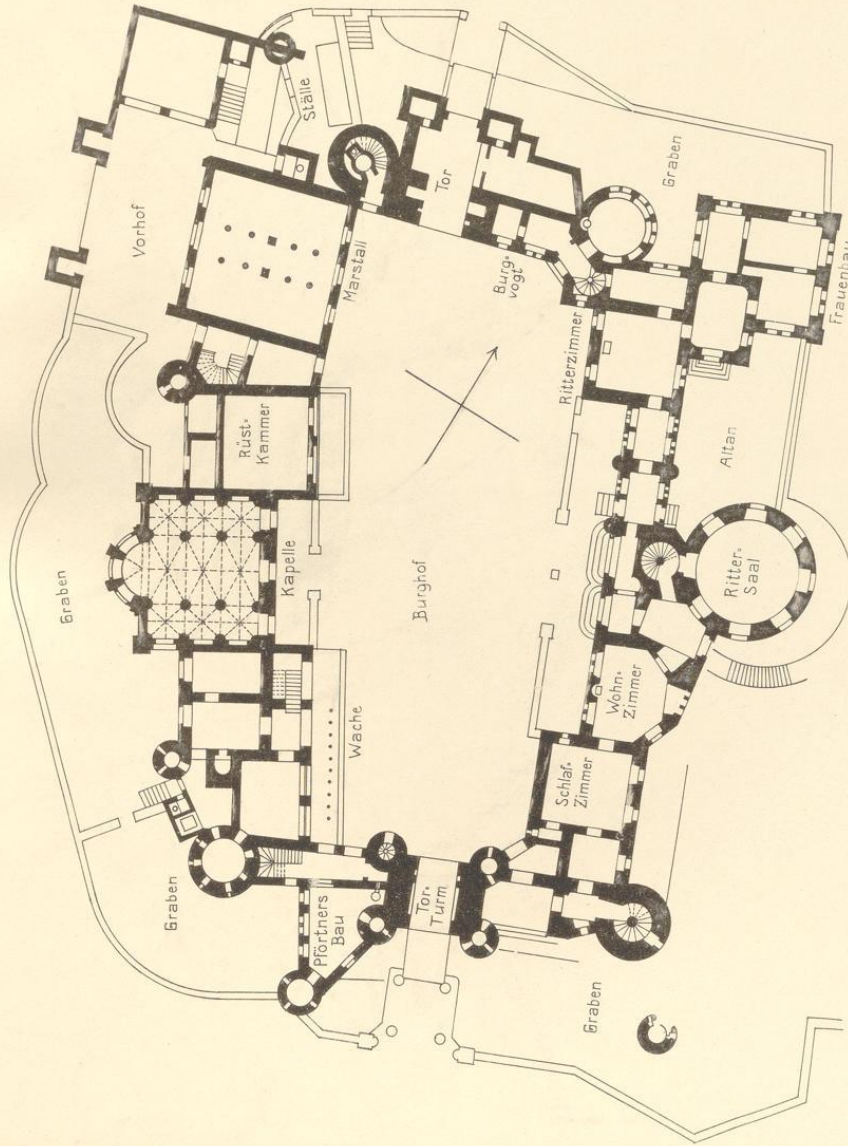 Ställe
Vorhof
Tor
Graben
Marstall
Burg-
vogt
Frauenbau
Ritterzimmer
Rüst-
Kammer
Altan
Graben
Kapelle
Burghof
Ritter-
Saal
Wohn-
Zimmer
Wache
Schlaf-
Zimmer
Graben
Pförtners
Bau
Tor-
Turm
Graben